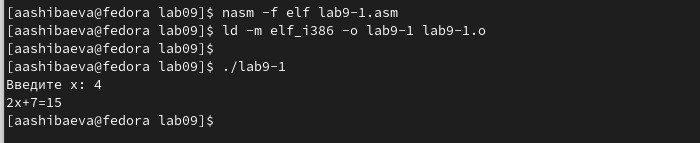 [aashibaeva@fedora lab09]$ nasm -f elf lab9-1.asm
[aashibaeva@fedora lab09]$ ld -m elf_i386 -o lab9-1 lab9-1.o
[aashibaeva@fedora lab09]$
[aashibaeva@fedora lab09]$ ./lab9-1
Введите x: 4
2x+7=15
[aashibaeva@fedora lab09]$